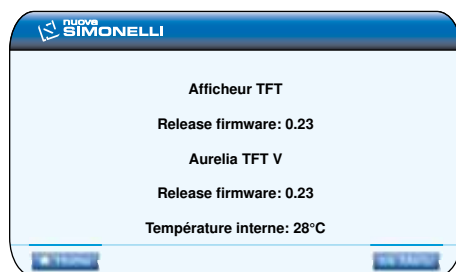 nuova
SIMONELLI
Afficheur TFT
Release firmware: 0.23
Aurelia TFT V
Release firmware: 0.23
Température interne: 28°C